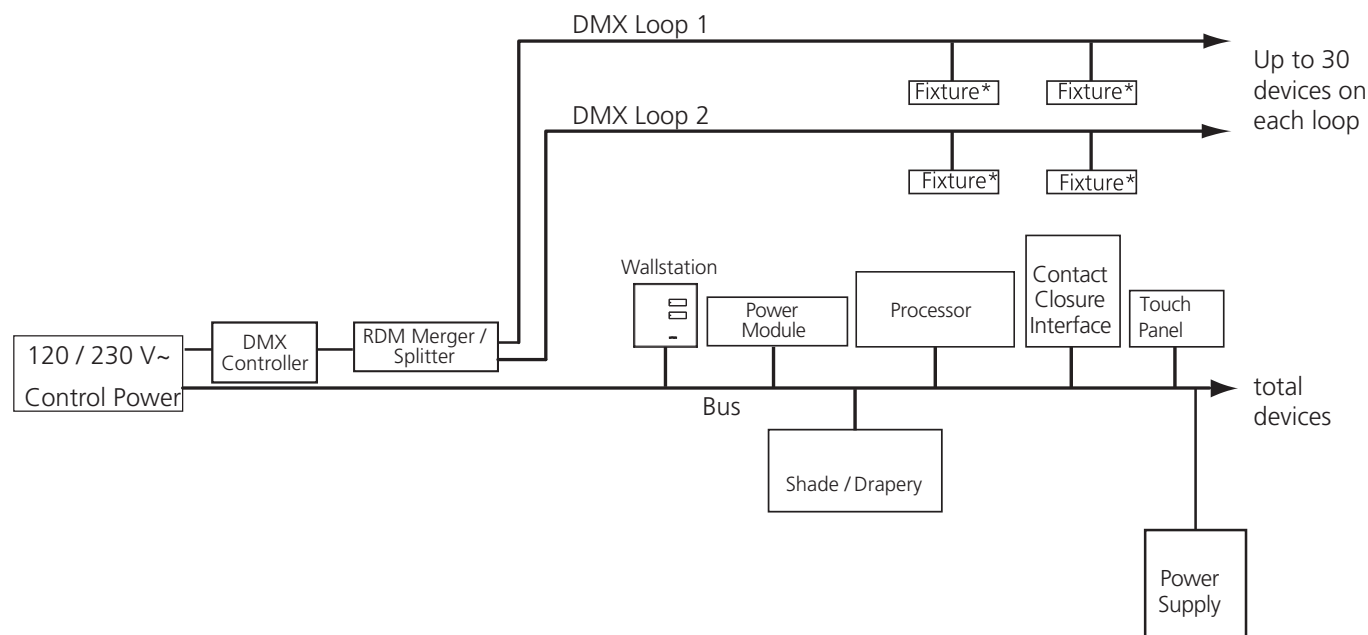 DMX Loop 1
Up to 30
devices on
each loop
Fixture*
Fixture*
DMX Loop 2
Fixture*
Fixture*
Wallstation
Power
Module
Processor
Contact
Closure
Interface
Touch
Panel
120 / 230 V~
Control Power
DMX
Controller
RDM Merger /
Splitter
Bus
total
devices
Shade / Drapery
Power
Supply